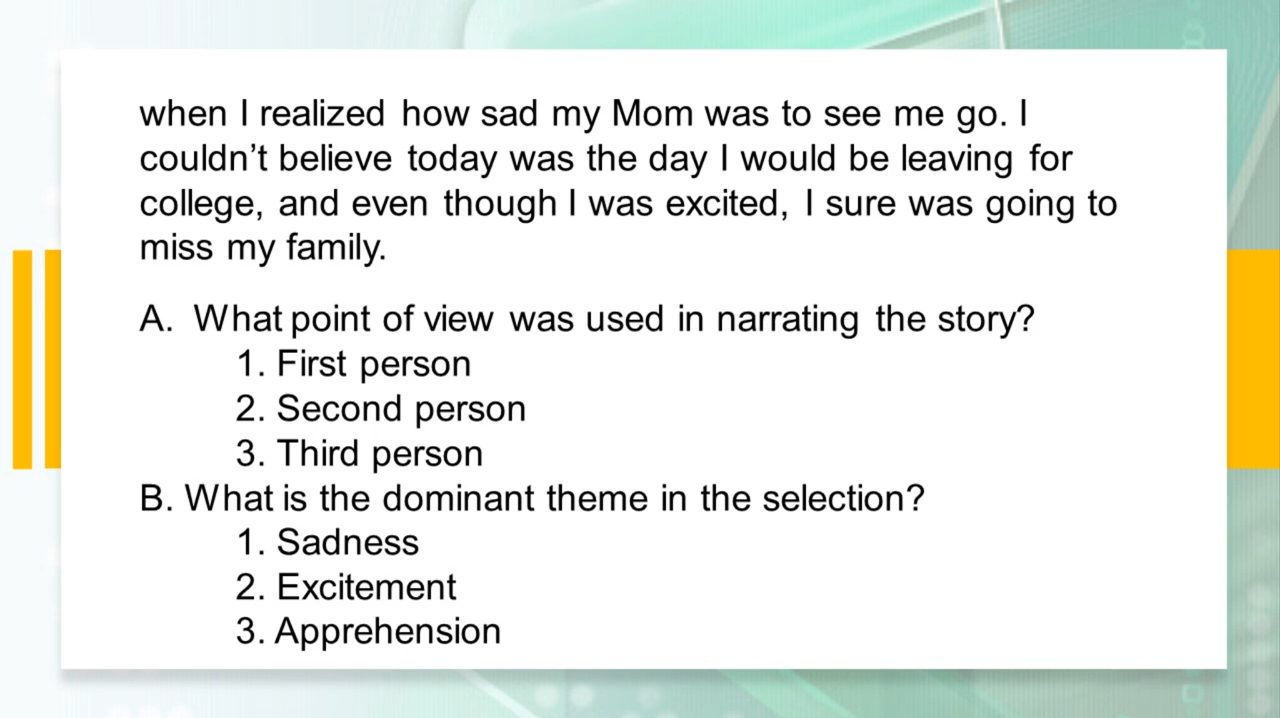 when I realized how sad my Mom was to see me go. I
couldn’t believe today was the day I would be leaving for
college, and even though I was excited, I sure was going to
miss my family.
A. What point of view was used in narrating the story?
1. First person
2. Second person
3. Third person
B. What is the dominant theme in the selection?
1. Sadness
2. Excitement
3. Apprehension